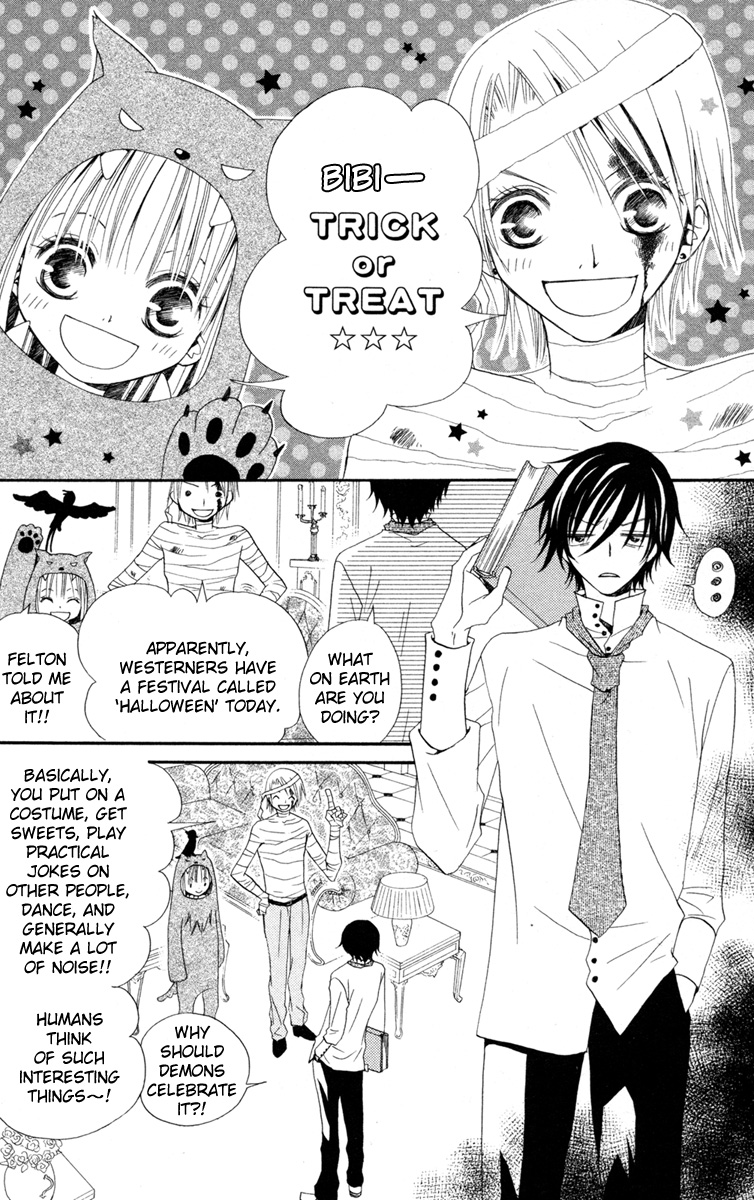 BIBI—
TRICK
or
TREAT
☆☆☆
...
WHAT
ON EARTH
ARE YOU
DOING?
APPARENTLY,
WESTERNERS HAVE
A FESTIVAL CALLED
'HALLOWEEN' TODAY.
FELTON
TOLD ME
ABOUT
IT!!
BASICALLY,
YOU PUT ON A
COSTUME, GET
SWEETS, PLAY
PRACTICAL
JOKES ON
OTHER PEOPLE,
DANCE, AND
GENERALLY
MAKE A LOT
OF NOISE!!
HUMANS
THINK
OF SUCH
INTERESTING
THINGS~!
WHY
SHOULD
DEMONS
CELEBRATE
IT?!